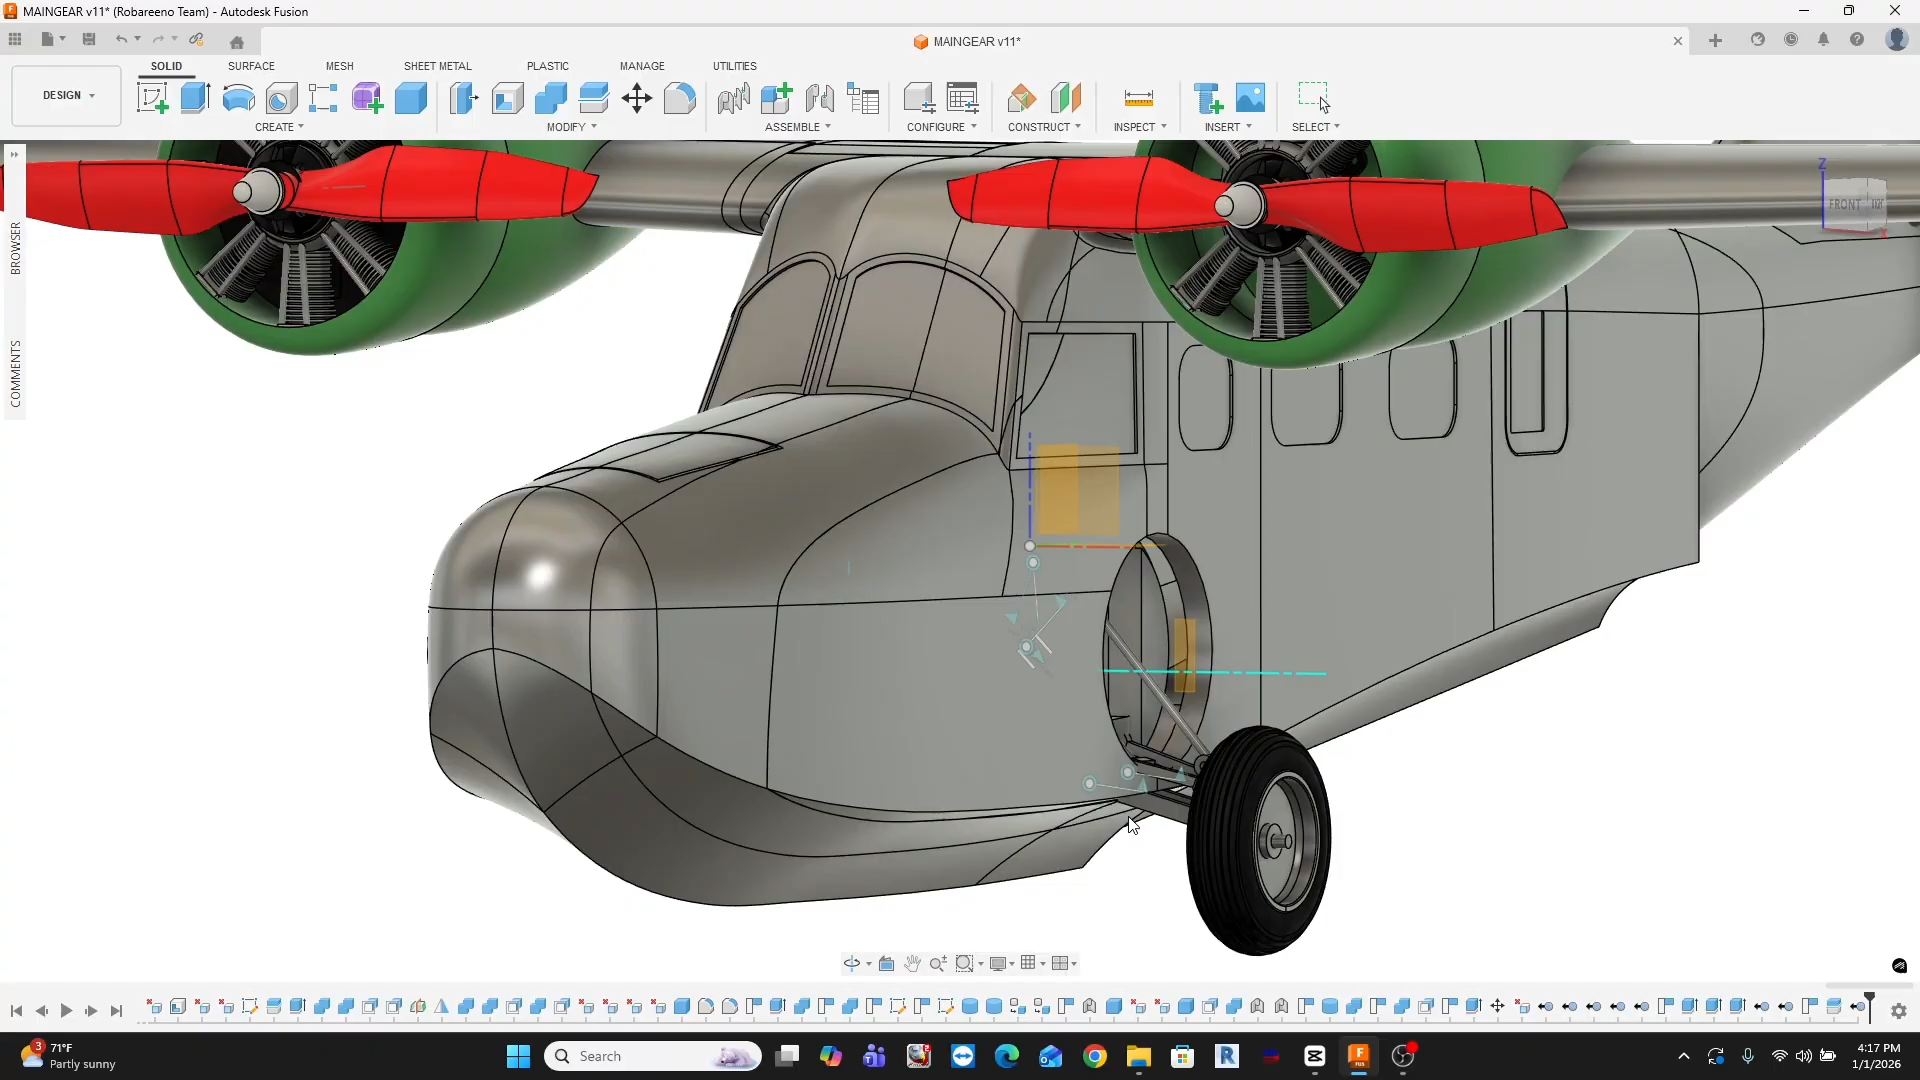 MAINGEAR v11* (Robareeno Team) - Autodesk Fusion
MAINGEAR v11*
SOLID SURFACE MESH SHEET METAL PLASTIC MANAGE UTILITIES
DESIGN
CREATE MODIFY ASSEMBLE CONFIGURE CONSTRUCT INSPECT INSERT SELECT
BROWSER
COMMENTS
Z
FRONT
X
3
71°F
Partly sunny
Search
4:17 PM
1/1/2026